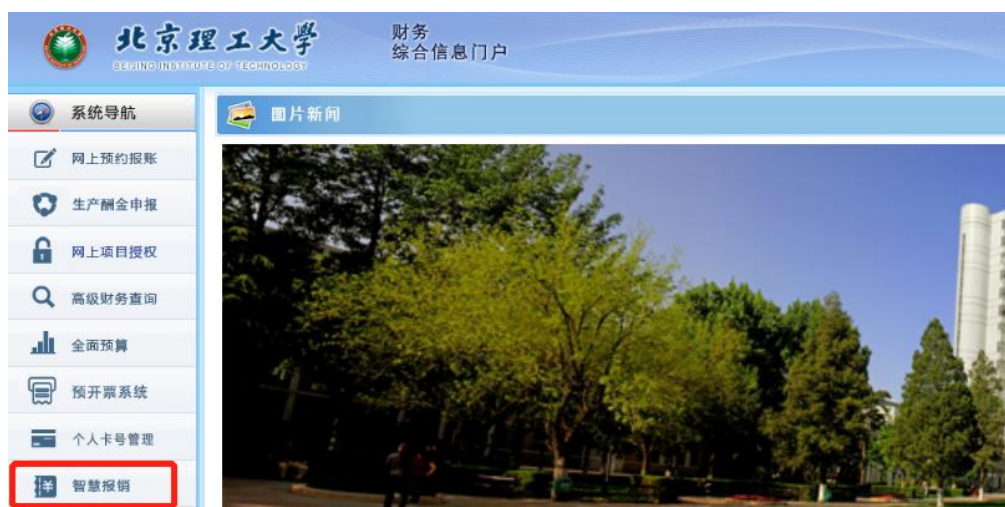 北京理工大學
BEIJING INSTITUTE OF TECHNOLOGY
财务
综合信息门户
系统导航
图片新闻
网上预约报账
生产酬金申报
网上项目授权
高级财务查询
全面预算
预开票系统
个人卡号管理
智慧报销